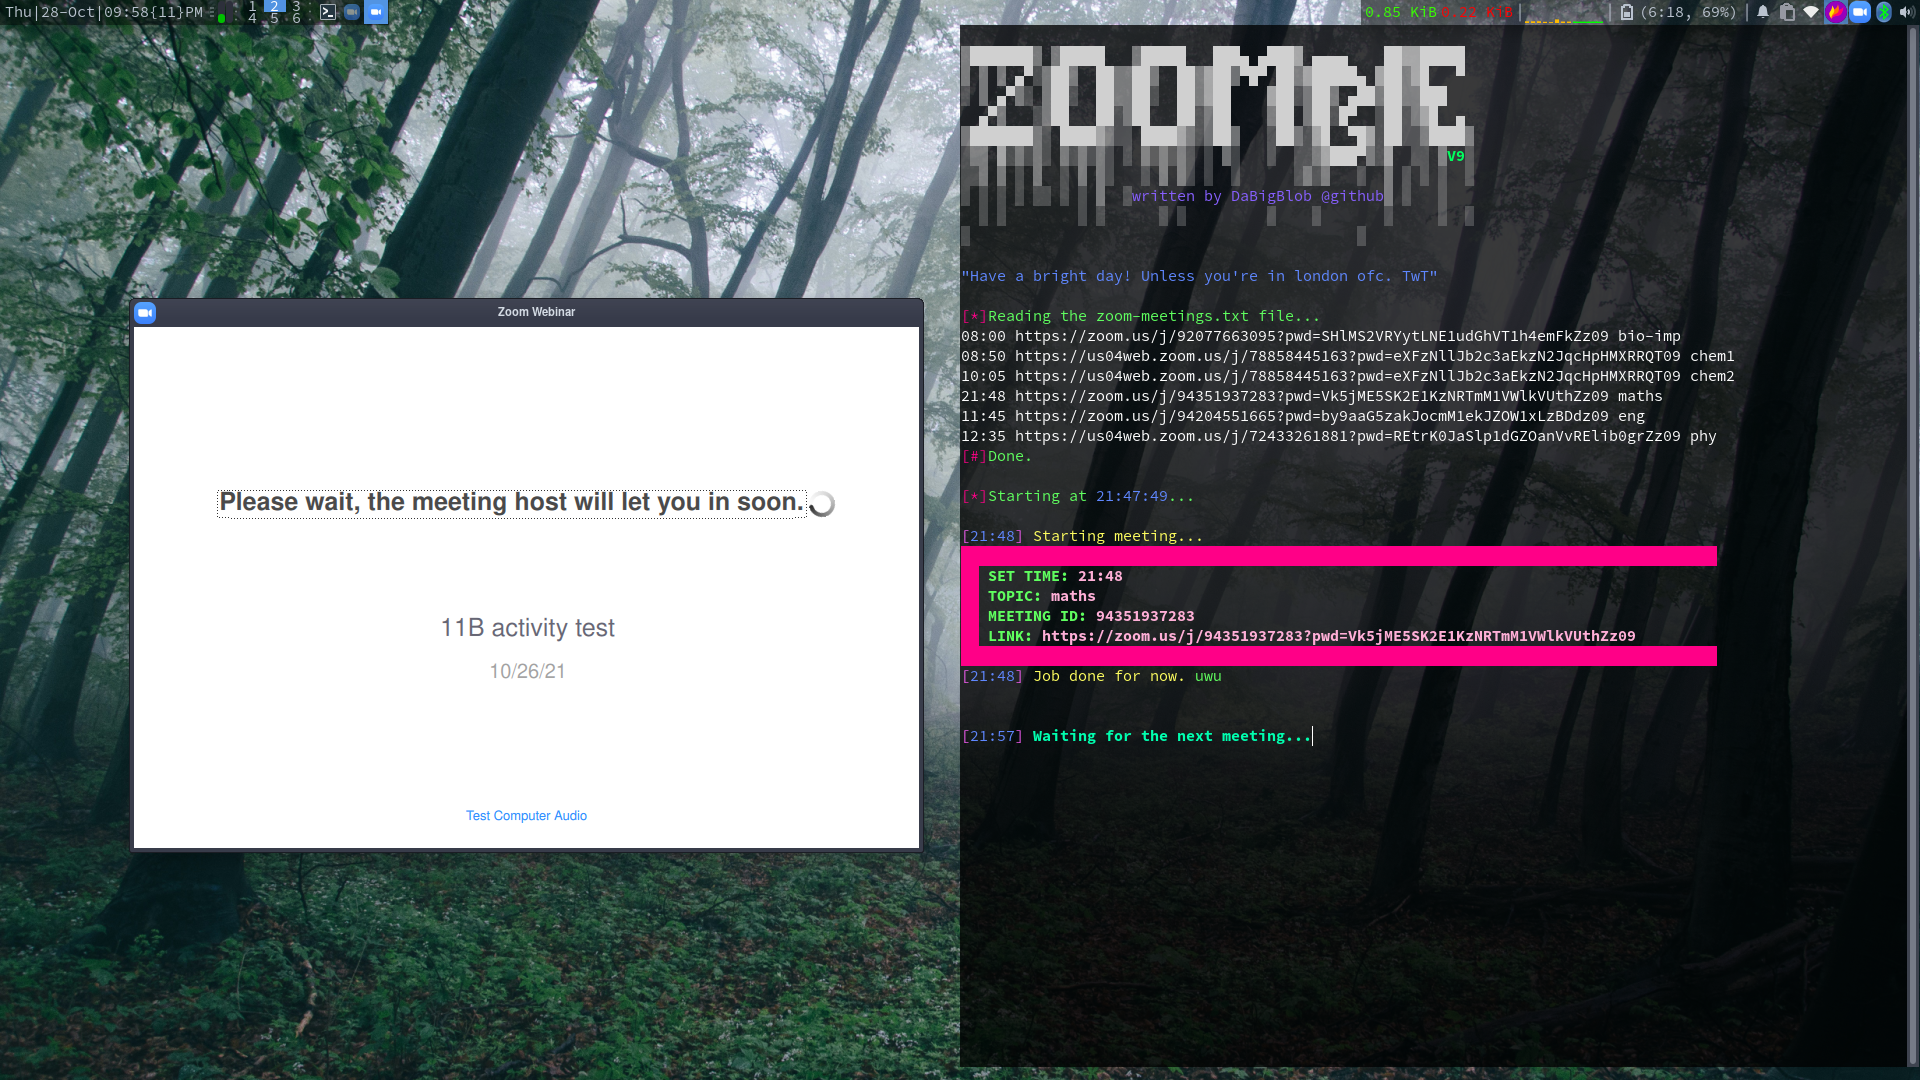 Thu|28-Oct|09:58{11}PM
1 2 3
4 5 6
0.85 KiB 0.22 KiB
(6:18, 69%)
ZOOMBIE
V9
written by DaBigBlob @github
"Have a bright day! Unless you're in london ofc. TwT"
[*]Reading the zoom-meetings.txt file...
08:00 https://zoom.us/j/92077663095?pwd=SHlMS2VRYytLNE1udGhVT1h4emFkZz09 bio-imp
08:50 https://us04web.zoom.us/j/78858445163?pwd=eXFzNllJb2c3aEkzN2JqcHpHMXRRQT09 chem1
10:05 https://us04web.zoom.us/j/78858445163?pwd=eXFzNllJb2c3aEkzN2JqcHpHMXRRQT09 chem2
21:48 https://zoom.us/j/94351937283?pwd=Vk5jME5SK2E1KzNRTmM1VWlkVUthZz09 maths
11:45 https://zoom.us/j/94204551665?pwd=by9aaG5zakJocmM1ekJZOW1xLzBDdz09 eng
12:35 https://us04web.zoom.us/j/72433261881?pwd=REtrK0JaSlp1dGZOanVvRElib0grZz09 phy
[#]Done.
[*]Starting at 21:47:49...
[21:48] Starting meeting...
SET TIME: 21:48
TOPIC: maths
MEETING ID: 94351937283
LINK: https://zoom.us/j/94351937283?pwd=Vk5jME5SK2E1KzNRTmM1VWlkVUthZz09
[21:48] Job done for now. uwu
[21:57] Waiting for the next meeting...
Zoom Webinar
Please wait, the meeting host will let you in soon.
11B activity test
10/26/21
Test Computer Audio